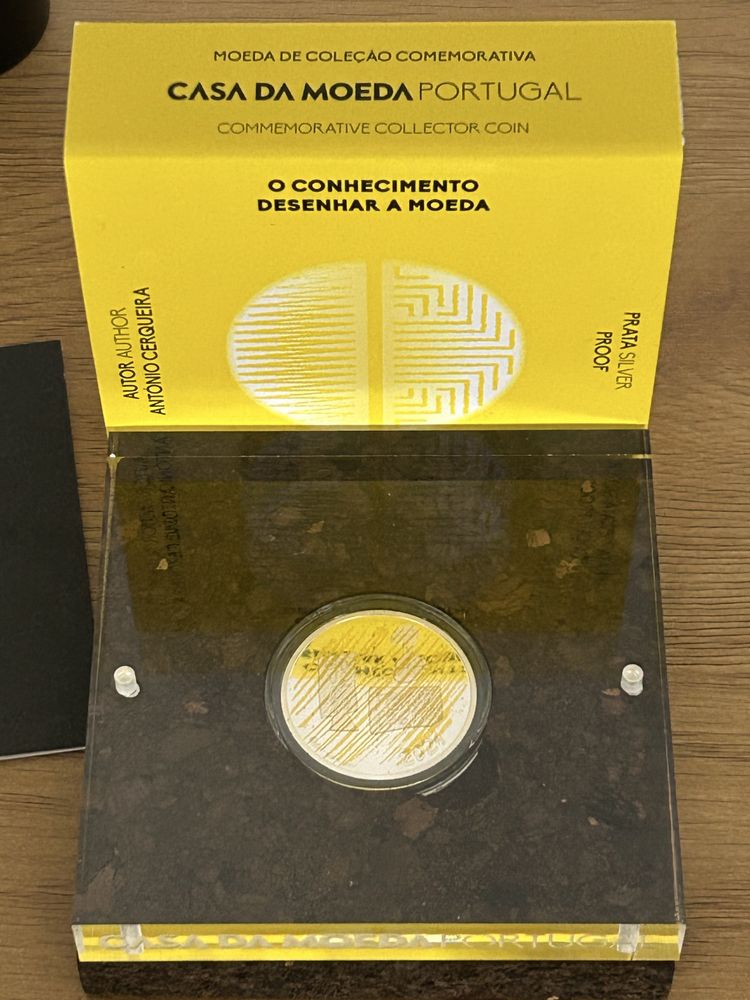 MOEDA DE COLEÇÃO COMEMORATIVA
CASA DA MOEDA PORTUGAL
COMMEMORATIVE COLLECTOR COIN
O CONHECIMENTO
DESENHAR A MOEDA
AUTOR AUTHOR
ANTÓNIO CERQUEIRA
PRATA SILVER
PROOF
CASA DA MOEDA PORTUGAL